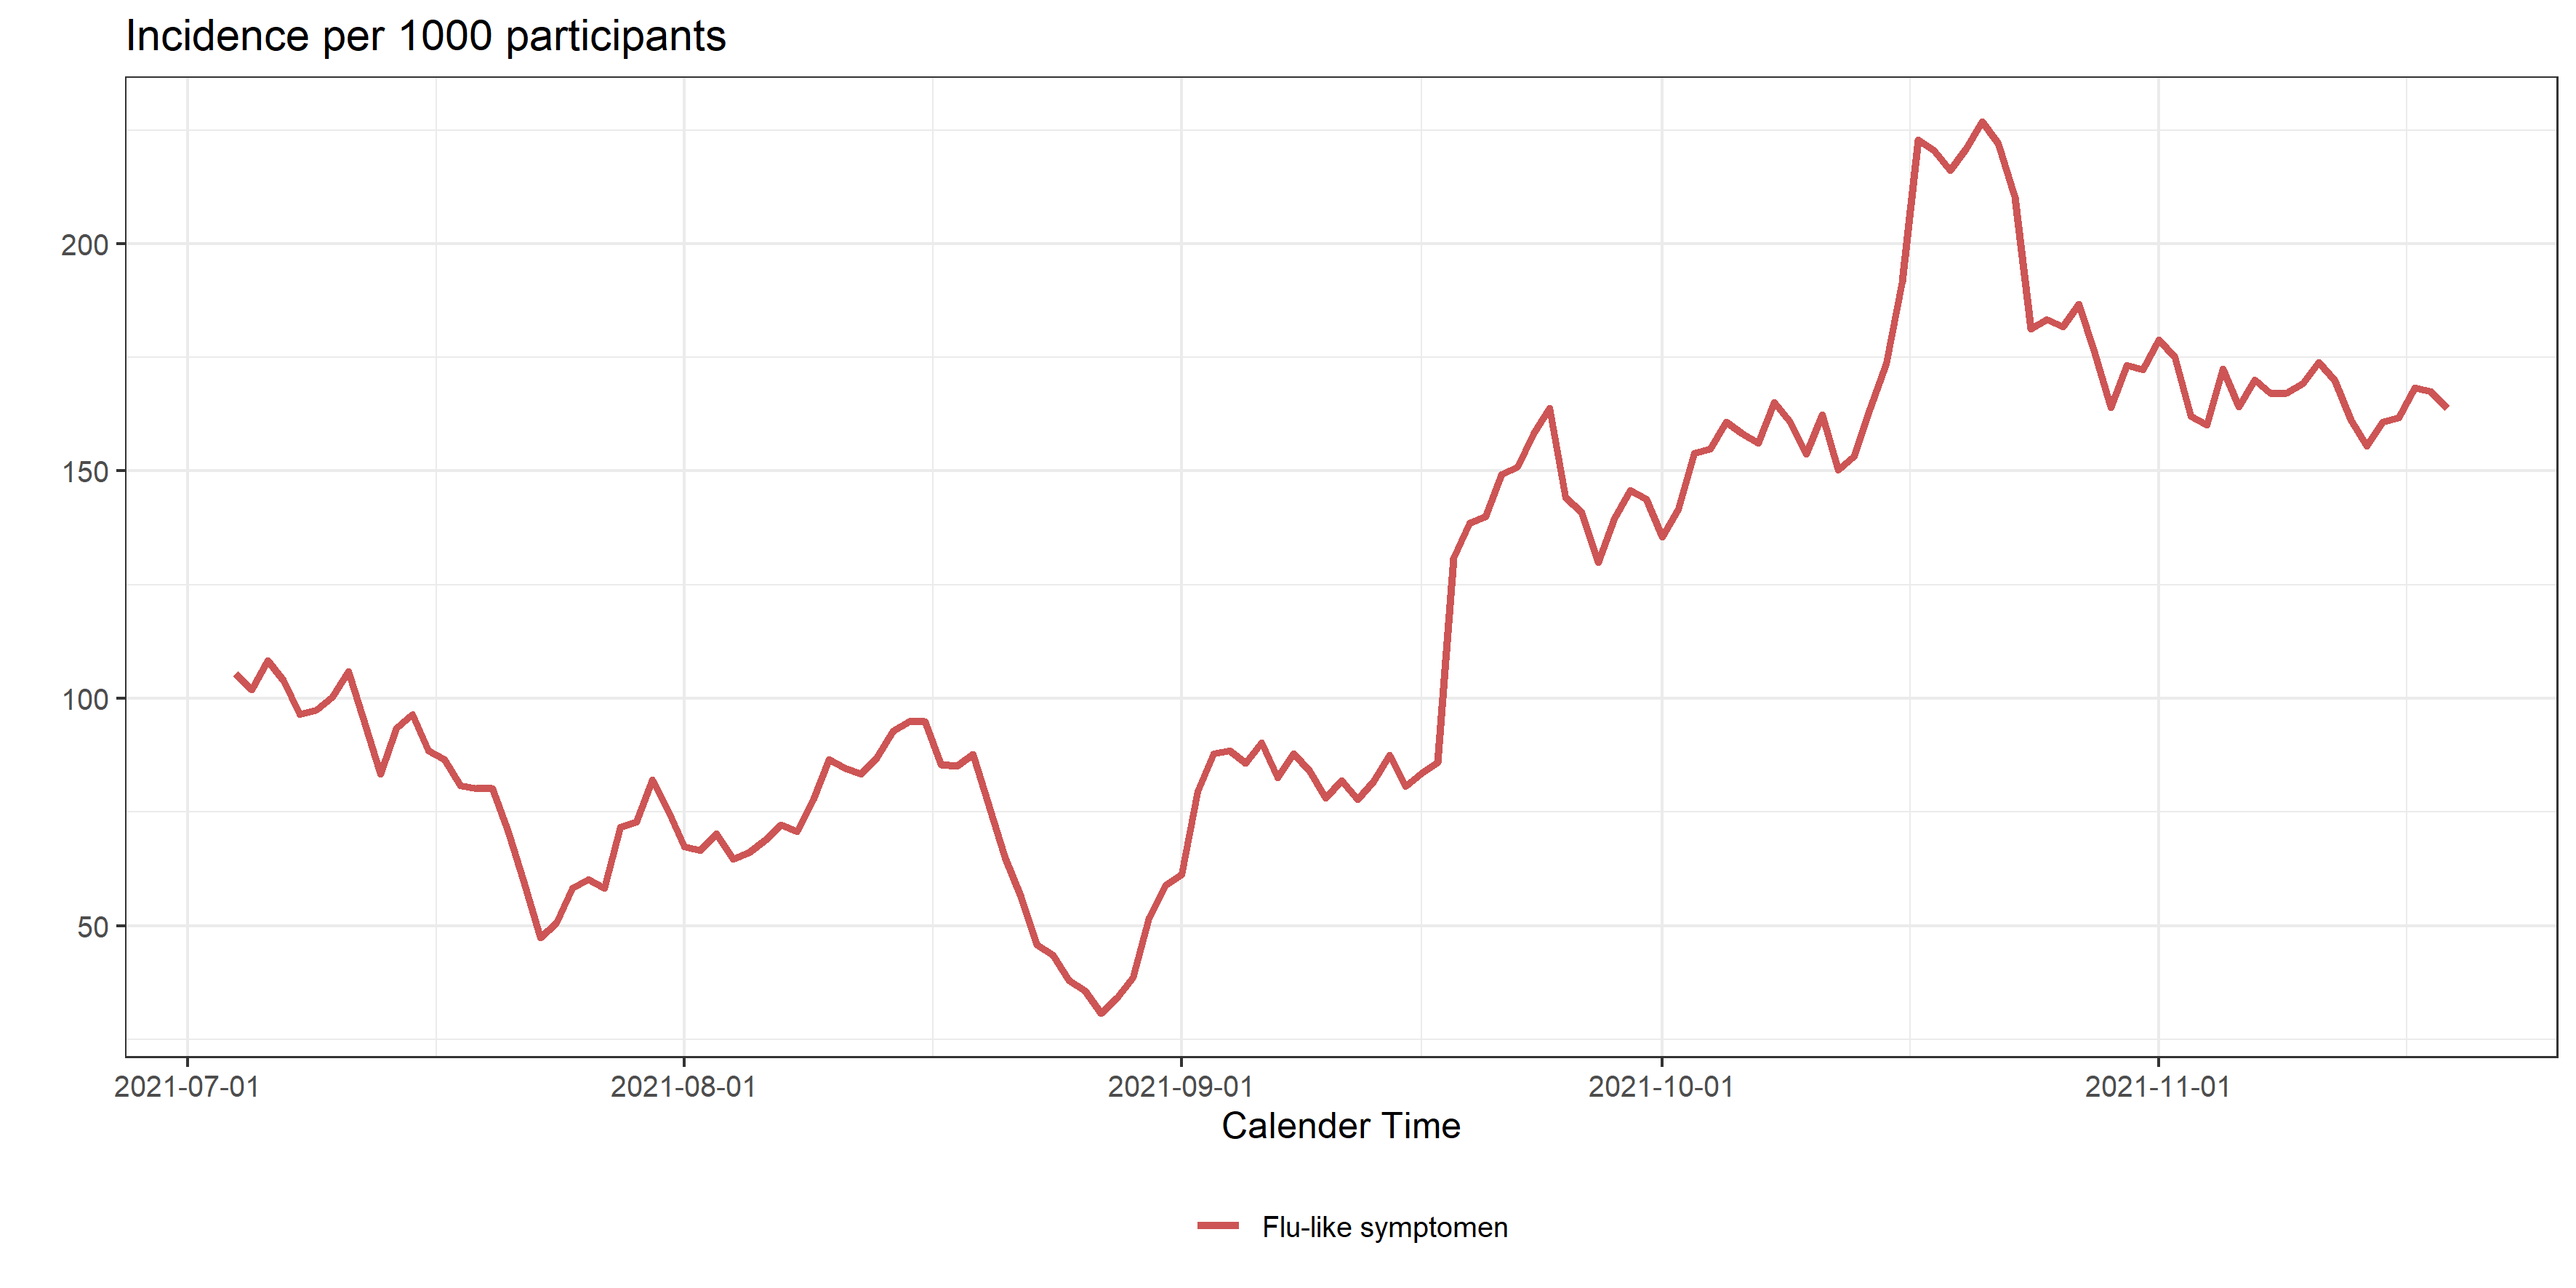 Incidence per 1000 participants
200
150
100
50
2021-07-01 2021-08-01 2021-09-01 2021-10-01 2021-11-01
Calender Time
Flu-like symptomen